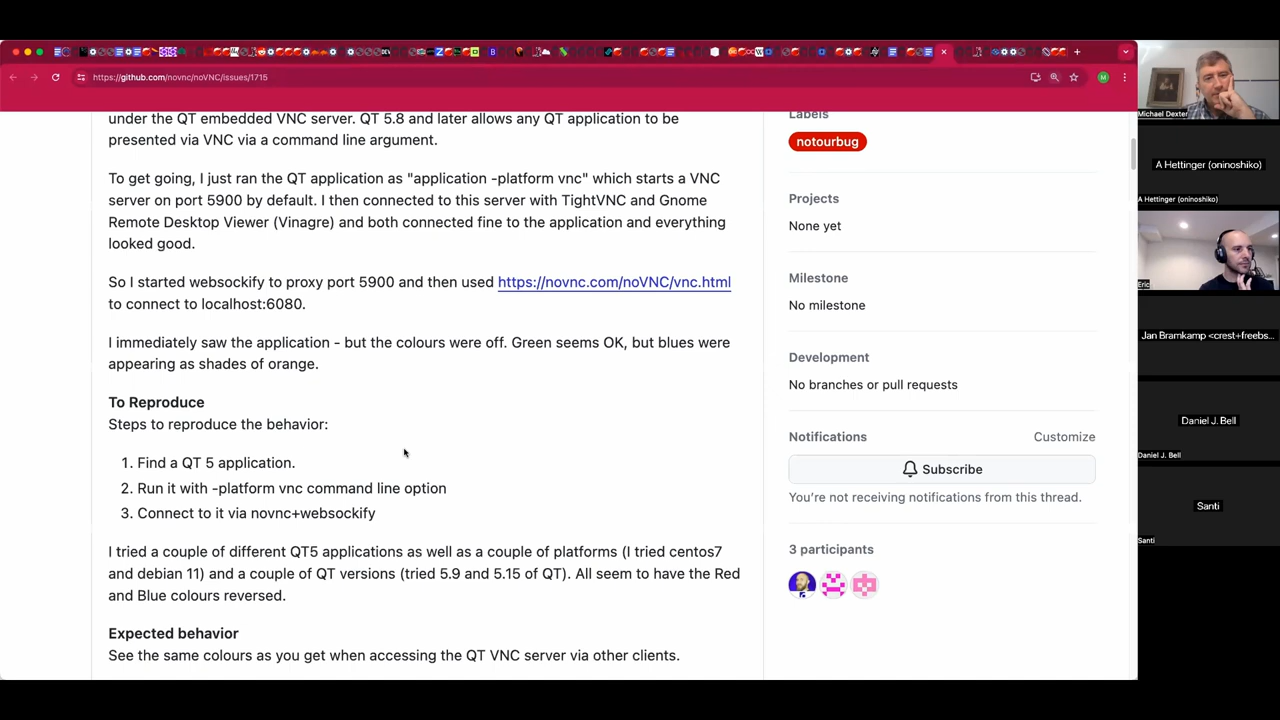 https://github.com/novnc/noVNC/issues/1715
under the QT embedded VNC server. QT 5.8 and later allows any QT application to be
presented via VNC via a command line argument.
To get going, I just ran the QT application as "application -platform vnc" which starts a VNC
server on port 5900 by default. I then connected to this server with TightVNC and Gnome
Remote Desktop Viewer (Vinagre) and both connected fine to the application and everything
looked good.
So I started websockify to proxy port 5900 and then used https://novnc.com/noVNC/vnc.html
to connect to localhost:6080.
I immediately saw the application - but the colours were off. Green seems OK, but blues were
appearing as shades of orange.
To Reproduce
Steps to reproduce the behavior:
1. Find a QT 5 application.
2. Run it with -platform vnc command line option
3. Connect to it via novnc+websockify
I tried a couple of different QT5 applications as well as a couple of platforms (I tried centos7
and debian 11) and a couple of QT versions (tried 5.9 and 5.15 of QT). All seem to have the Red
and Blue colours reversed.
Expected behavior
See the same colours as you get when accessing the QT VNC server via other clients.
Labels
notourbug
Projects
None yet
Milestone
No milestone
Development
No branches or pull requests
Notifications
Customize
Subscribe
You're not receiving notifications from this thread.
3 participants
M
Michael Dexter
A Hettinger (oninoshiko)
A Hettinger (oninoshiko)
Eric
Jan Bramkamp <crest+freebs...
Daniel J. Bell
Daniel J. Bell
Santi
Santi